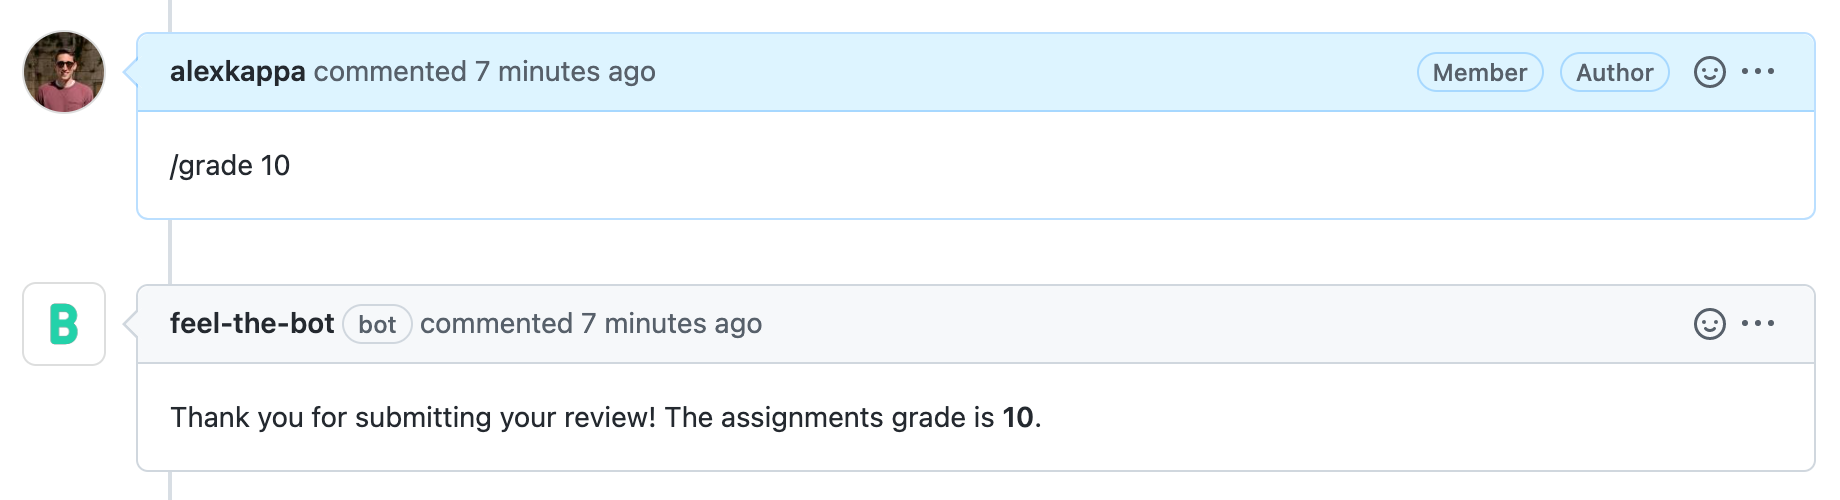 alexkappa commented 7 minutes ago Member Author
/grade 10
B
feel-the-bot bot commented 7 minutes ago
Thank you for submitting your review! The assignments grade is 10.